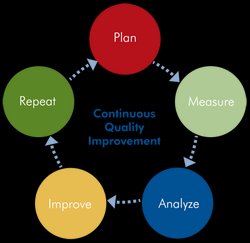 Plan
Measure
Analyze
Improve
Repeat
Continuous
Quality
Improvement